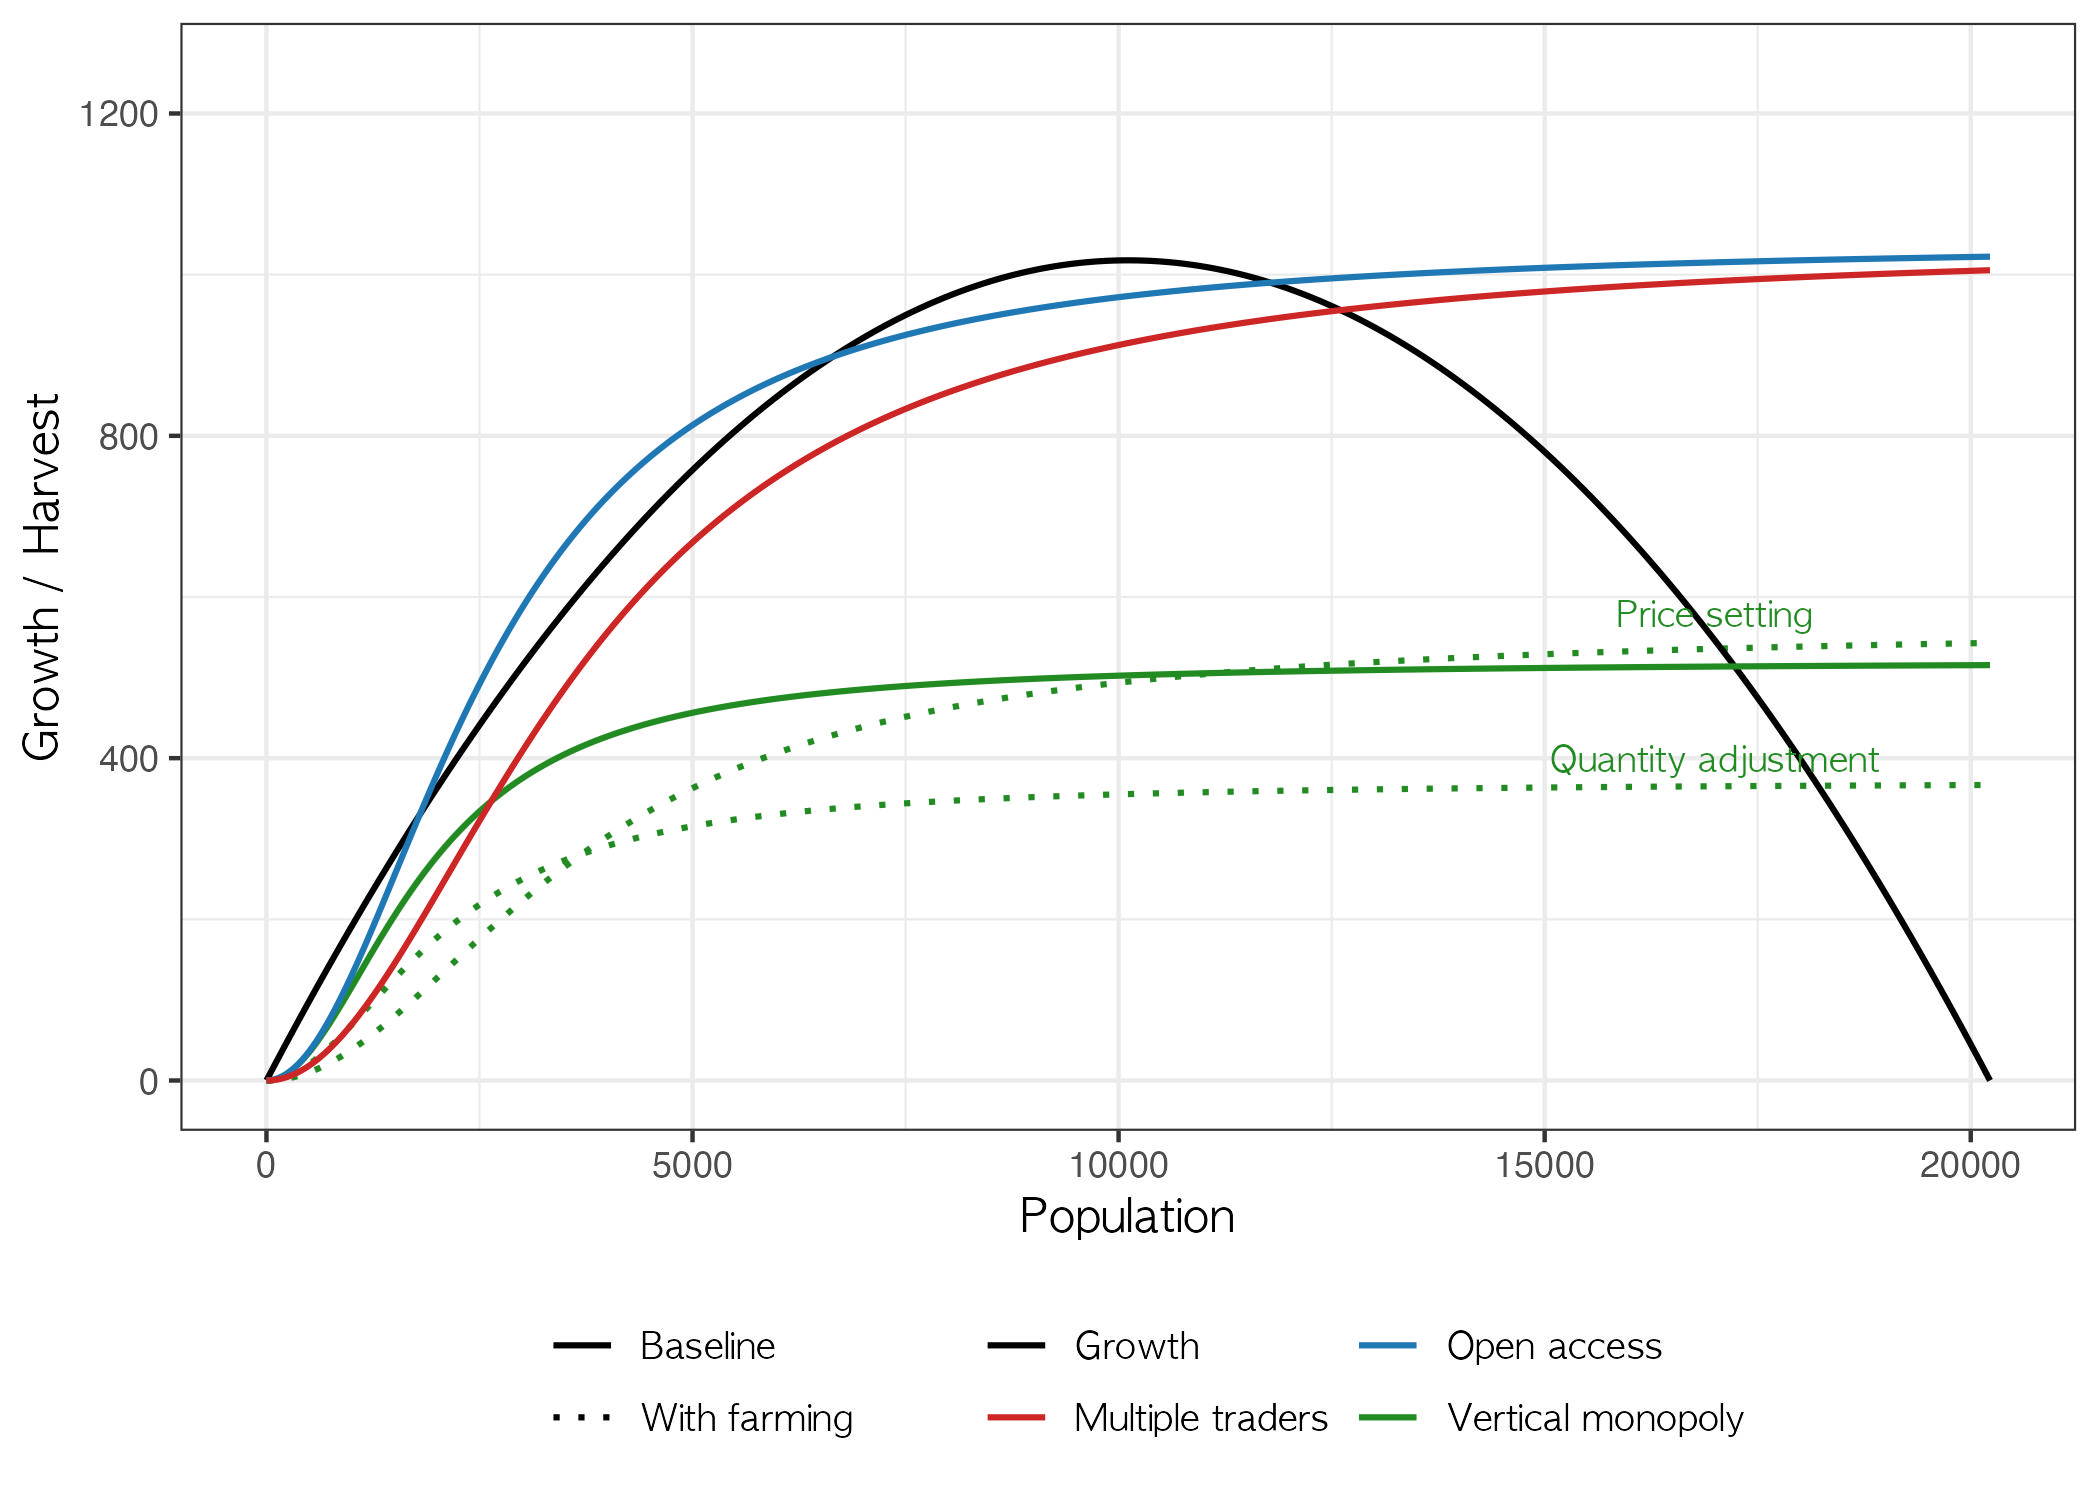 1200
800
400
0
Growth / Harvest
Price setting
Quantity adjustment
0 5000 10000 15000 20000
Population
Baseline Growth Open access
With farming Multiple traders Vertical monopoly